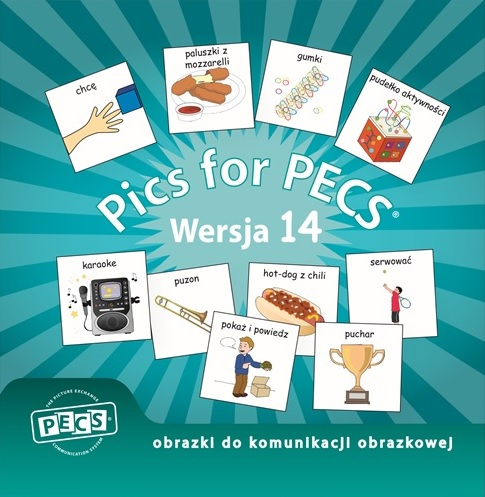 chcę
paluszki z
mozzarelli
gumki
pudełko aktywności
Pics for PECS®
Wersja 14
karaoke
puzon
hot-dog z chili
serwować
pokaż i powiedz
puchar
THE PICTURE EXCHANGE
PECS®
COMMUNICATION SYSTEM
obrazki do komunikacji obrazkowej